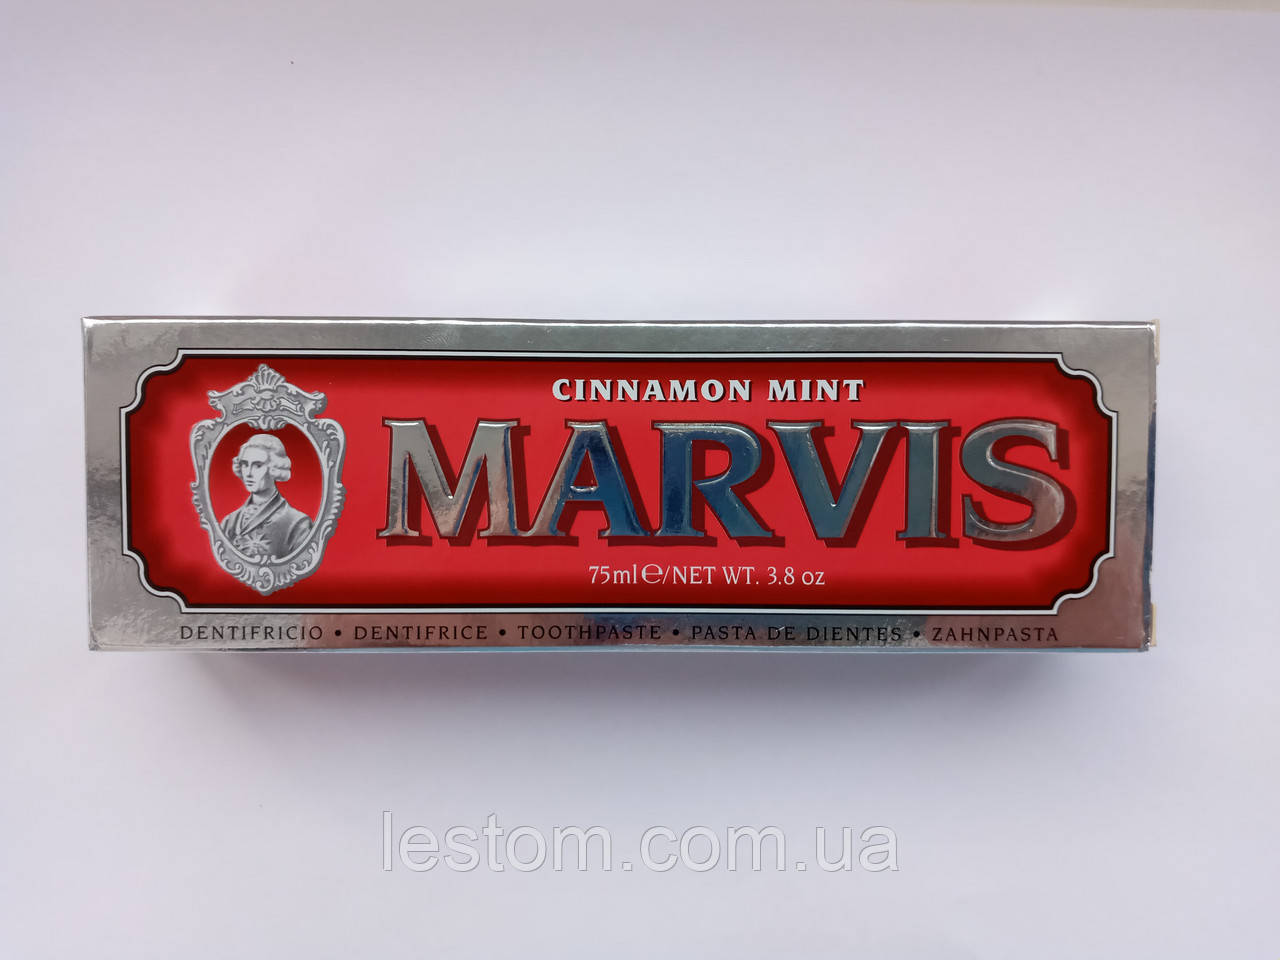 CINNAMON MINT
MARVIS
75ml℮/NET WT. 3.8 oz
DENTIFRICIO • DENTIFRICE • TOOTHPASTE • PASTA DE DIENTES • ZAHNPASTA
lestom.com.ua